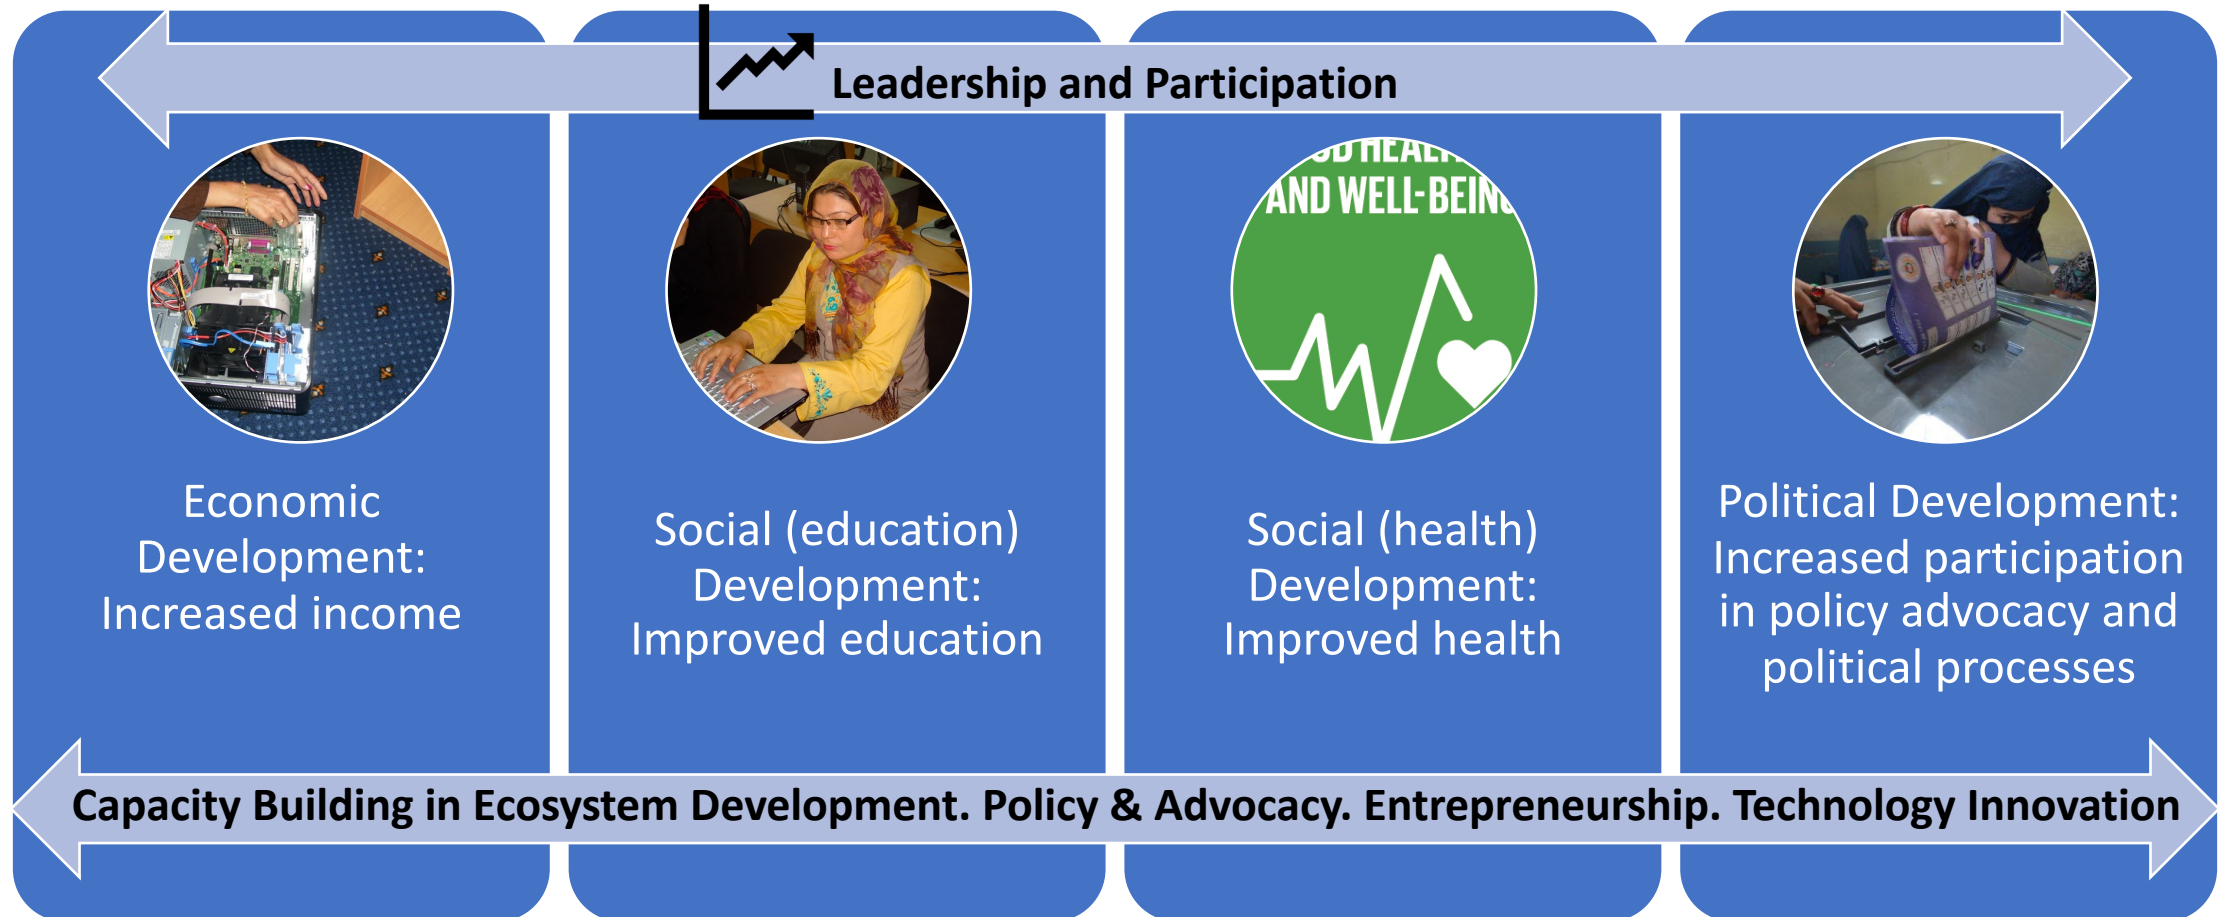 Leadership and Participation
AND WELL-BEING
Economic
Development:
Increased income
Social (education)
Development:
Improved education
Social (health)
Development:
Improved health
Political Development:
Increased participation
in policy advocacy and
political processes
Capacity Building in Ecosystem Development. Policy & Advocacy. Entrepreneurship. Technology Innovation